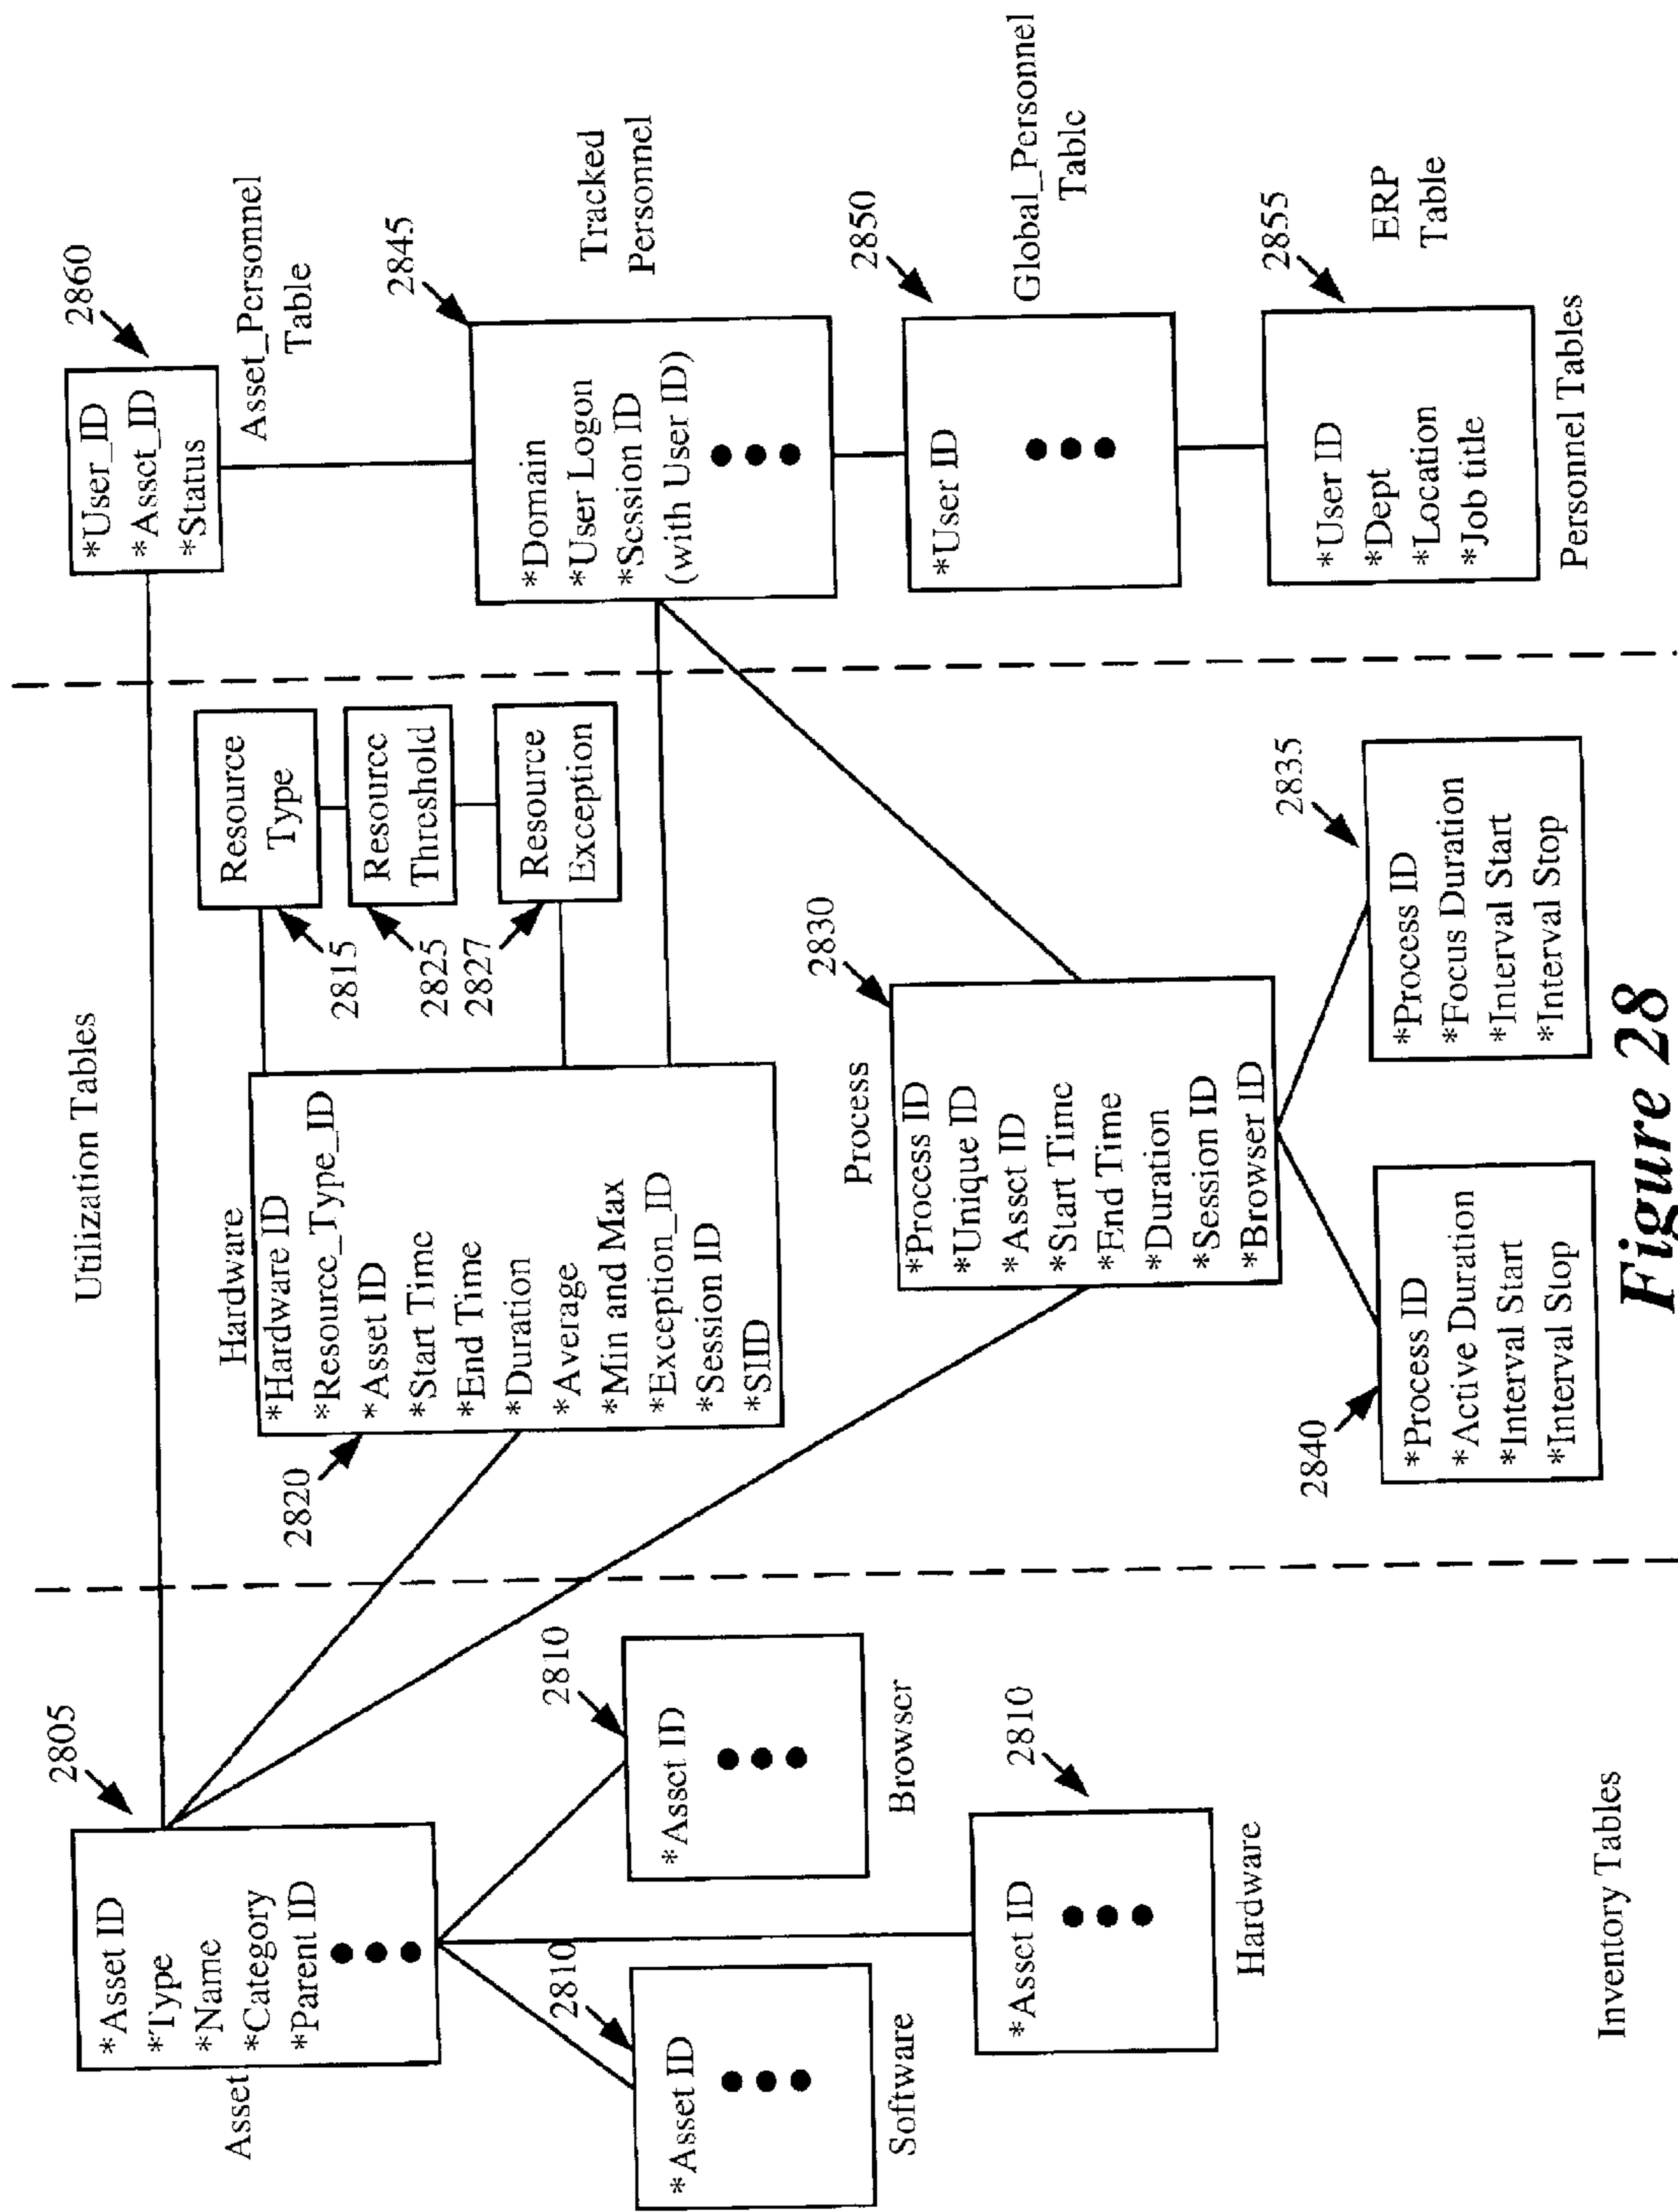 Utilization Tables
2805
*Asset ID
*Type
*Name
*Category
*Parent ID
Asset
2810
*Asset ID
Software
2810
*Asset ID
Browser
2810
*Asset ID
Hardware
Inventory Tables
Hardware
*Hardware ID
*Resource_Type_ID
*Asset ID
*Start Time
*End Time
*Duration
*Average
*Min and Max
*Exception_ID
*Session ID
*SIID
2820
Resource
Type
2815
Resource
Threshold
2825
Resource
Exception
2827
Process
2830
*Process ID
*Unique ID
*Asset ID
*Start Time
*End Time
*Duration
*Session ID
*Browser ID
2840
*Process ID
*Active Duration
*Interval Start
*Interval Stop
2835
*Process ID
*Focus Duration
*Interval Start
*Interval Stop
2860
*User_ID
*Asset_ID
*Status
Asset_Personnel
Table
2845
*Domain
*User Logon
*Session ID
(with User ID)
Tracked
Personnel
2850
*User ID
Global_Personnel
Table
2855
*User ID
*Dept
*Location
*Job title
ERP
Table
Personnel Tables
Figure 28